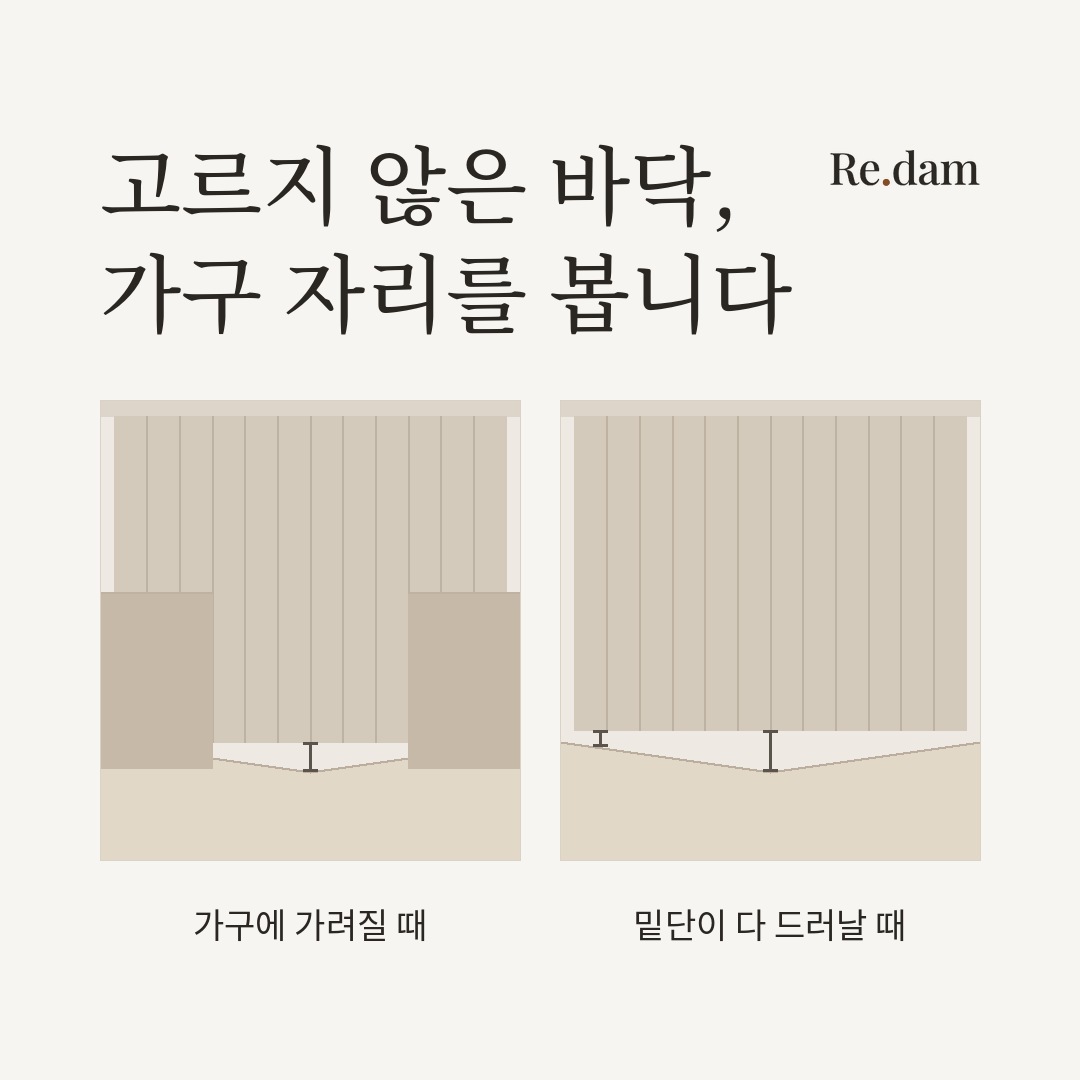 고르지 않은 바닥,
Re.dam
가구 자리를 봅니다
가구에 가려질 때
밑단이 다 드러날 때